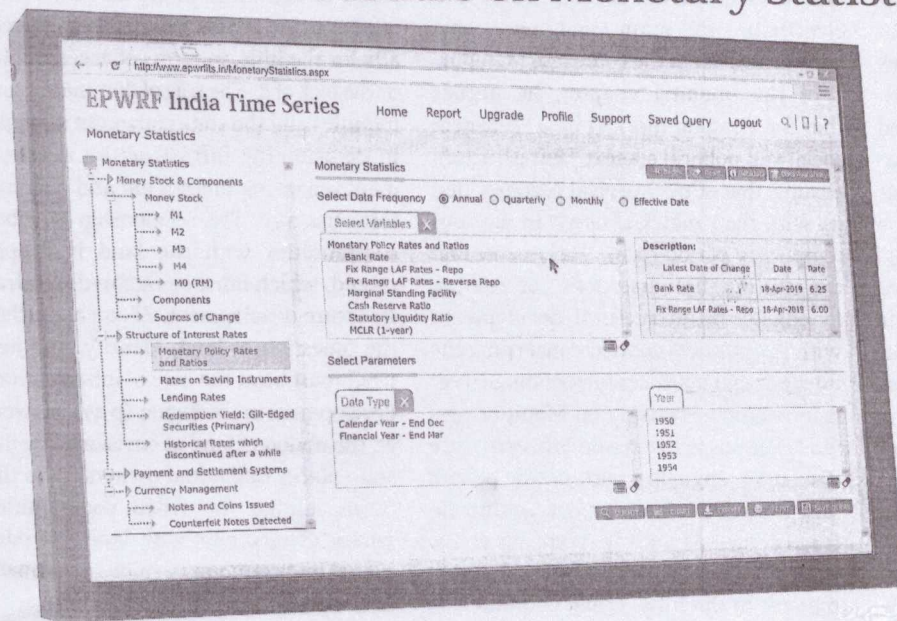 Monetary Statist
http://www.epwrfits.in/MonetaryStatistics.aspx
EPWRF India Time Series
Home Report Upgrade Profile Support Saved Query Logout ?
Monetary Statistics
Monetary Statistics
Money Stock & Components
Money Stock
M1
M2
M3
M4
M0 (RM)
Components
Sources of Change
Structure of Interest Rates
Monetary Policy Rates
and Ratios
Rates on Saving Instruments
Lending Rates
Redemption Yield: Gilt-Edged
Securities (Primary)
Historical Rates which
discontinued after a while
Payment and Settlement Systems
Currency Management
Notes and Coins Issued
Counterfeit Notes Detected
Monetary Statistics
Select Data Frequency Annual Quarterly Monthly Effective Date
Select Variables X
Monetary Policy Rates and Ratios
Bank Rate
Fix Range LAF Rates - Repo
Fix Range LAF Rates - Reverse Repo
Marginal Standing Facility
Cash Reserve Ratio
Statutory Liquidity Ratio
MCLR (1-year)
Description:
Latest Date of Change Date Rate
Bank Rate 18-Apr-2019 6.25
Fix Range LAF Rates - Repo 18-Apr-2019 6.00
Select Parameters
Data Type X
Calendar Year - End Dec
Financial Year - End Mar
Year
1950
1951
1952
1953
1954